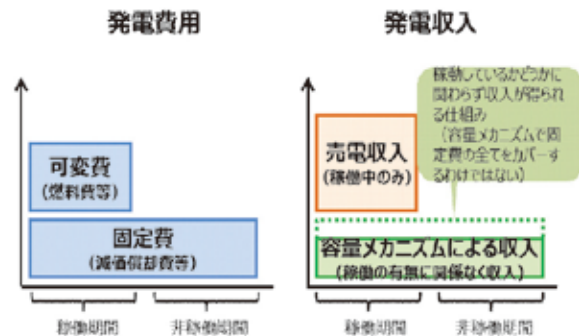 発電費用
発電収入
可変費
(燃料費等)
固定費
(減価償却費等)
稼働期間
非稼働期間
稼動しているかどうかに
関わらず収入が得られ
る仕組み
(容量メカニズムで固
定費の全てをカバーす
るわけではない)
売電収入
(稼働中のみ)
容量メカニズムによる収入
(稼働の有無に関係なく収入)
稼働期間
非稼働期間